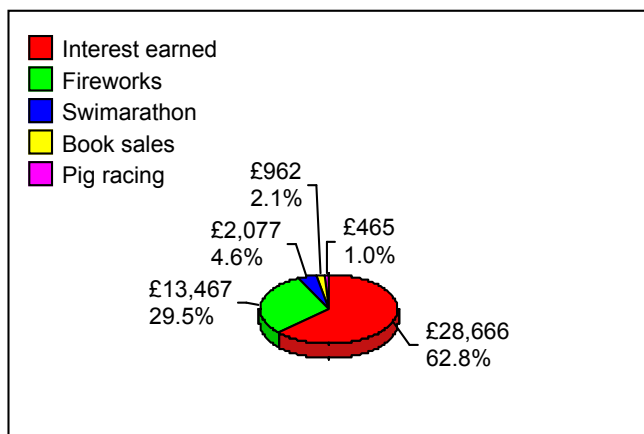 Interest earned
Fireworks
Swimarathon
Book sales
Pig racing
£962
2.1%
£2,077
4.6%
£465
1.0%
£13,467
29.5%
£28,666
62.8%